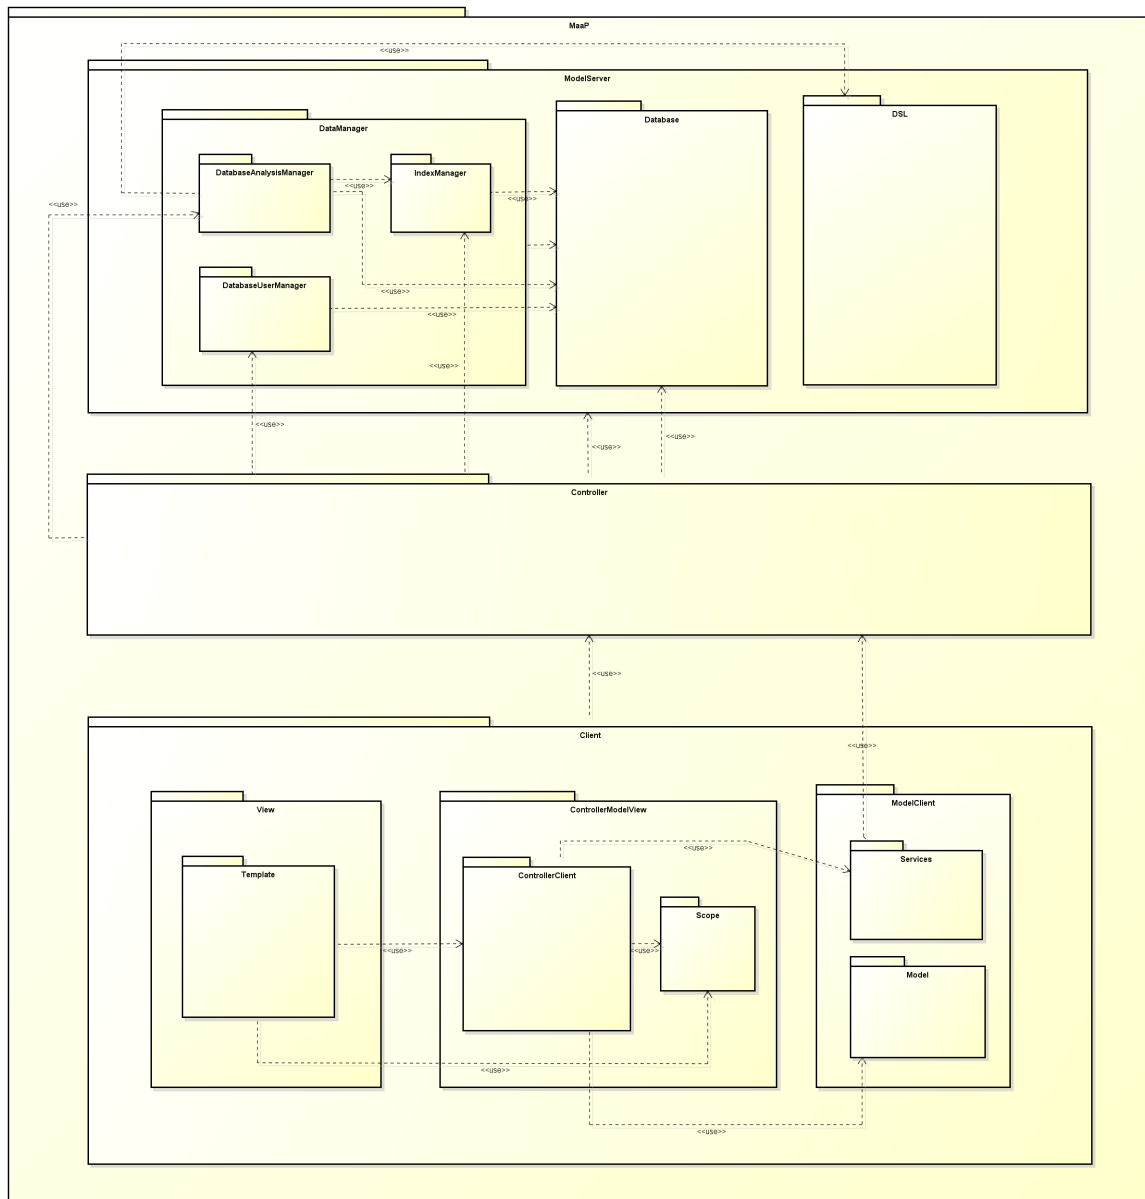 MaaP
<<use>>
ModelServer
DataManager
Database
DSL
DatabaseAnalysisManager
IndexManager
<<use>>
<<use>>
<<use>>
DatabaseUserManager
<<use>>
<<use>>
<<use>>
<<use>>
<<use>>
<<use>>
Controller
<<use>>
Client
<<use>>
View
ControllerModelView
ModelClient
<<use>>
Services
Template
ControllerClient
Scope
<<use>>
<<use>>
Model
<<use>>
<<use>>